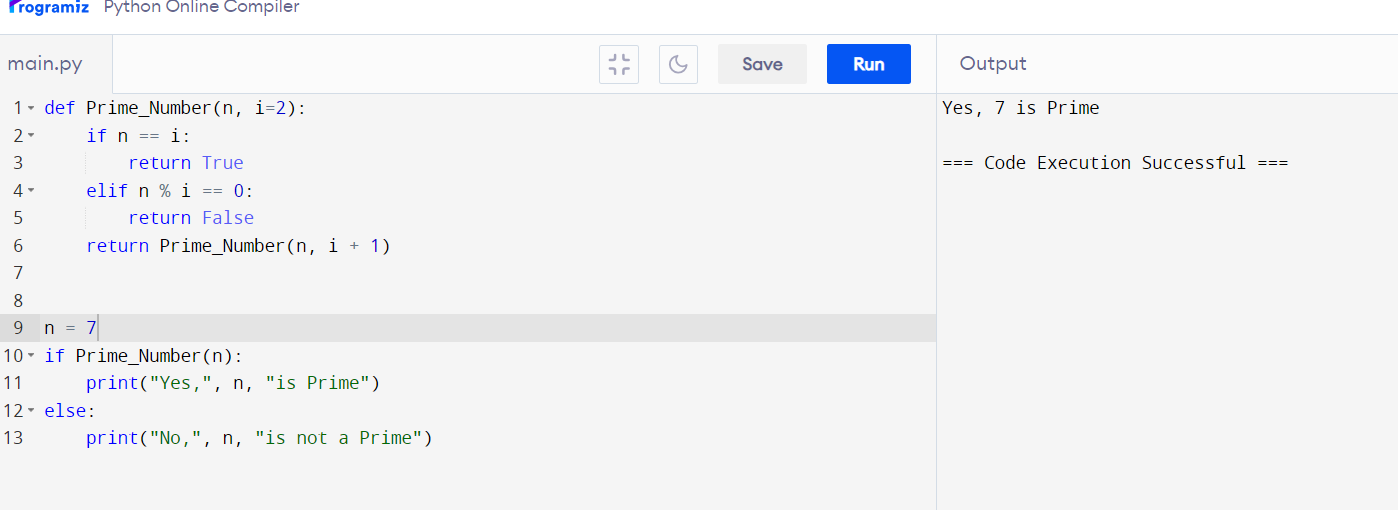 Programiz Python Online Compiler
main.py Save Run Output
1 def Prime_Number(n, i=2):
2     if n == i:
3         return True
4     elif n % i == 0:
5         return False
6     return Prime_Number(n, i + 1)
7
8
9 n = 7
10 if Prime_Number(n):
11     print("Yes,", n, "is Prime")
12 else:
13     print("No,", n, "is not a Prime")
Yes, 7 is Prime
=== Code Execution Successful ===